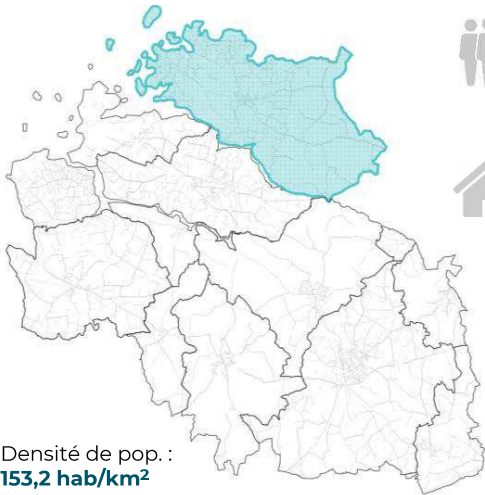 Densité de pop. :
153,2 hab/km²